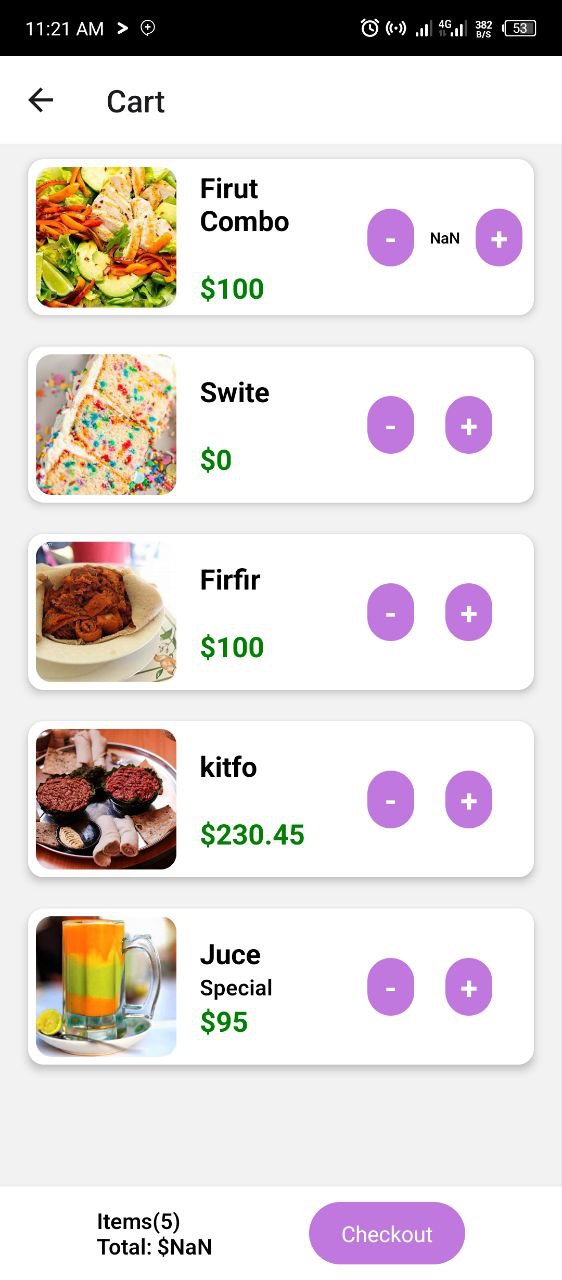 11:21 AM
4G
382
B/S
53
Cart
Firut
Combo
$100
- NaN +
Swite
$0
- +
Firfir
$100
- +
kitfo
$230.45
- +
Juce
Special
$95
- +
Items(5)
Total: $NaN
Checkout